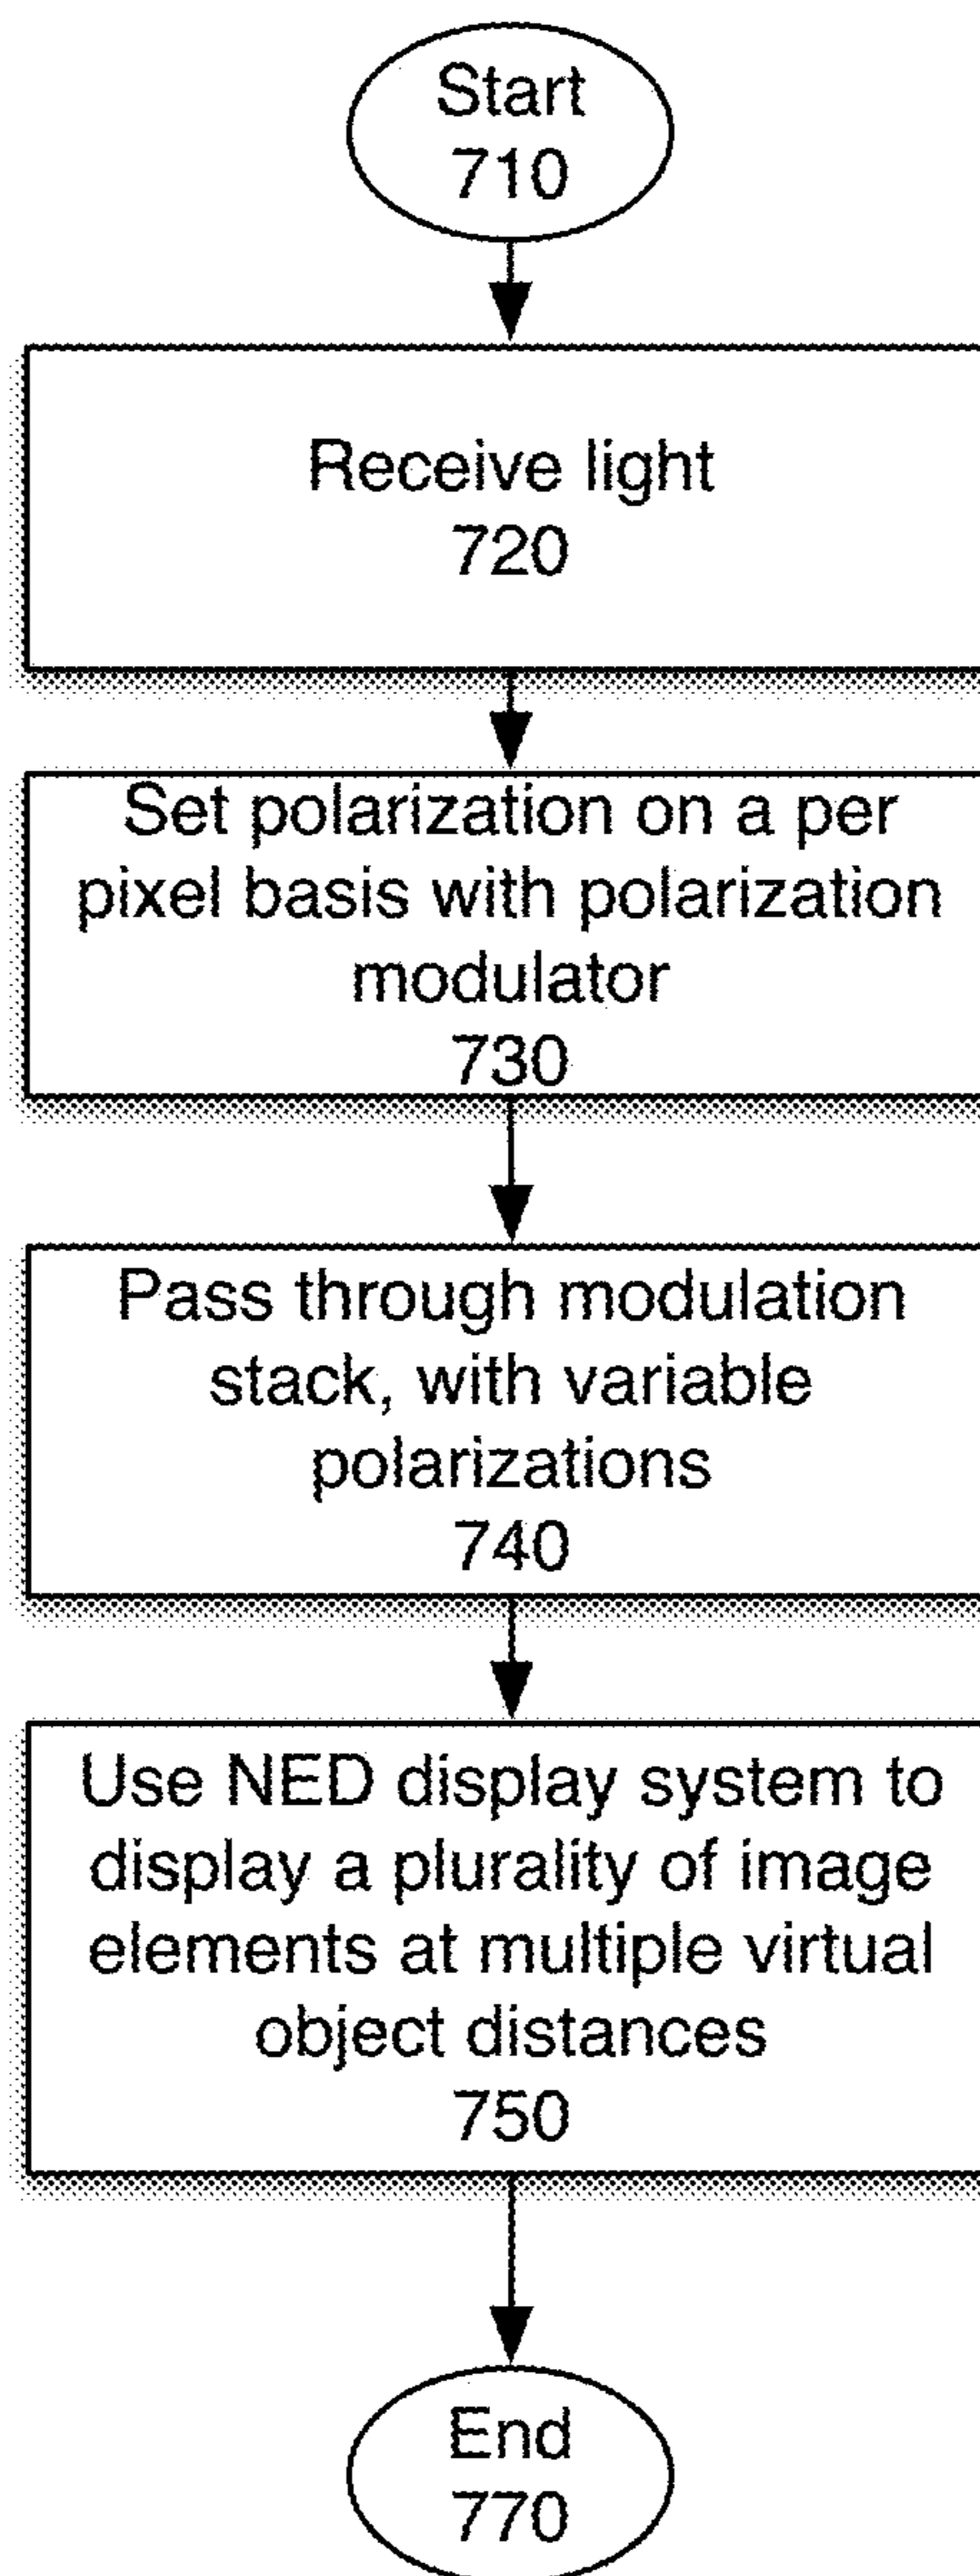 Start
710
Receive light
720
Set polarization on a per
pixel basis with polarization
modulator
730
Pass through modulation
stack, with variable
polarizations
740
Use NED display system to
display a plurality of image
elements at multiple virtual
object distances
750
End
770